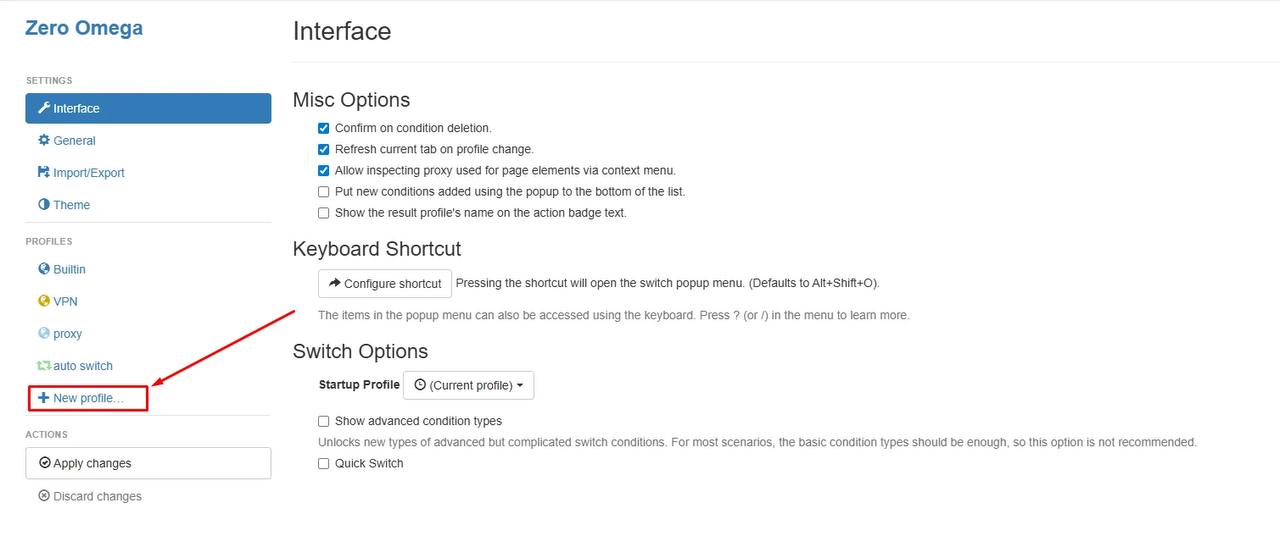 Zero Omega
SETTINGS
Interface
General
Import/Export
Theme
PROFILES
Builtin
VPN
proxy
auto switch
New profile...
ACTIONS
Apply changes
Discard changes
Interface
Misc Options
Confirm on condition deletion.
Refresh current tab on profile change.
Allow inspecting proxy used for page elements via context menu.
Put new conditions added using the popup to the bottom of the list.
Show the result profile's name on the action badge text.
Keyboard Shortcut
Configure shortcut Pressing the shortcut will open the switch popup menu. (Defaults to Alt+Shift+O).
The items in the popup menu can also be accessed using the keyboard. Press ? (or /) in the menu to learn more.
Switch Options
Startup Profile (Current profile)
Show advanced condition types
Unlocks new types of advanced but complicated switch conditions. For most scenarios, the basic condition types should be enough, so this option is not recommended.
Quick Switch